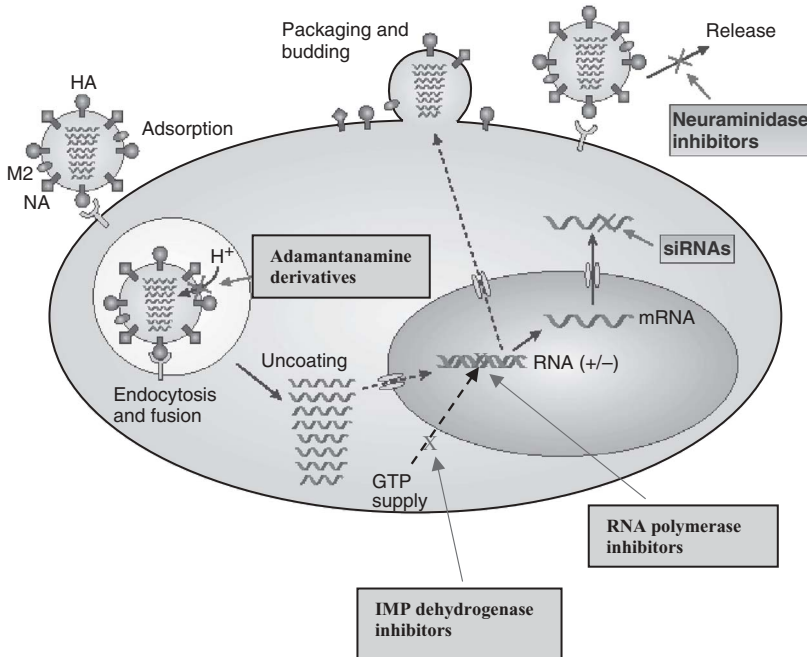 Packaging and
budding
Release
HA
Adsorption
Neuraminidase
inhibitors
M2
NA
H+
Adamantanamine
derivatives
siRNAs
mRNA
Uncoating
RNA (+/–)
Endocytosis
and fusion
X
GTP
supply
RNA polymerase
inhibitors
IMP dehydrogenase
inhibitors